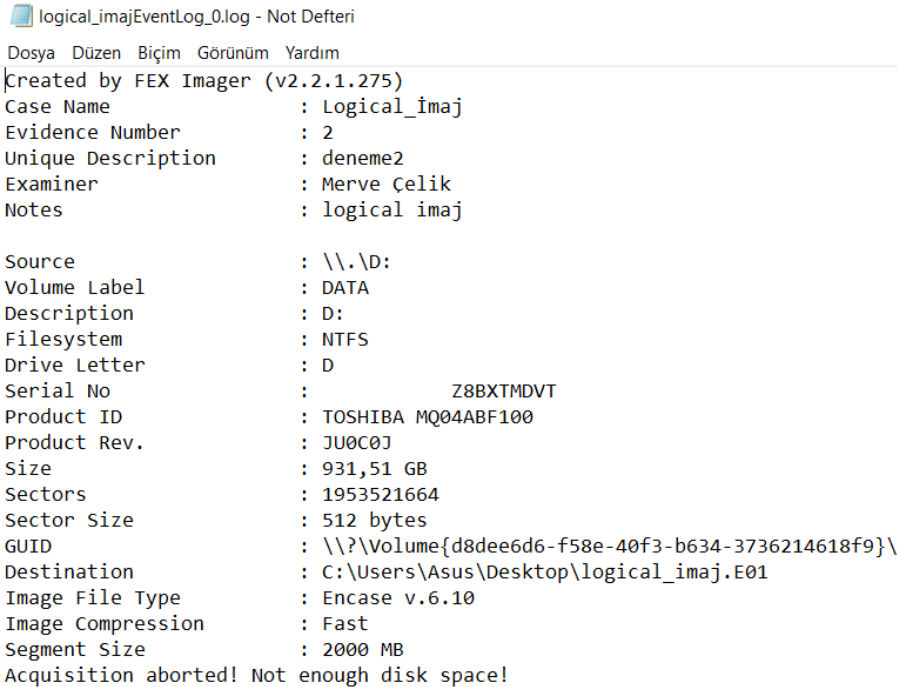 logical_imajEventLog_0.log - Not Defteri
Dosya Düzen Biçim Görünüm Yardım
Created by FEX Imager (v2.2.1.275)
Case Name : Logical_İmaj
Evidence Number : 2
Unique Description : deneme2
Examiner : Merve Çelik
Notes : logical imaj
Source : \\.\D:
Volume Label : DATA
Description : D:
Filesystem : NTFS
Drive Letter : D
Serial No : Z8BXTMDVT
Product ID : TOSHIBA MQ04ABF100
Product Rev. : JU0C0J
Size : 931,51 GB
Sectors : 1953521664
Sector Size : 512 bytes
GUID : \\?\Volume{d8dee6d6-f58e-40f3-b634-3736214618f9}\
Destination : C:\Users\Asus\Desktop\logical_imaj.E01
Image File Type : Encase v.6.10
Image Compression : Fast
Segment Size : 2000 MB
Acquisition aborted! Not enough disk space!